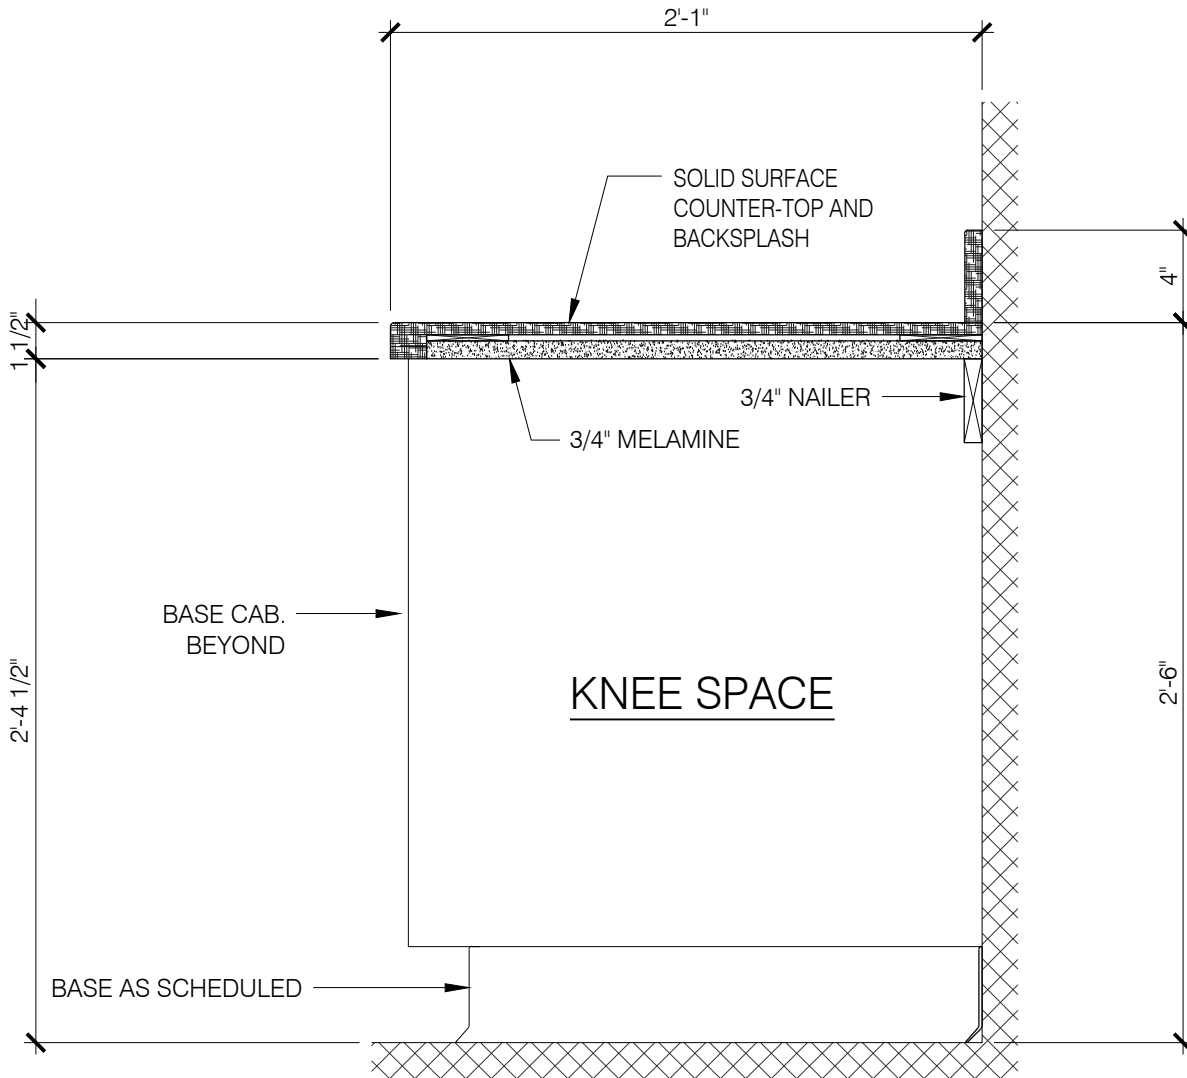 2'-1"
SOLID SURFACE
COUNTER-TOP AND
BACKSPLASH
4"
1 1/2"
3/4" NAILER
3/4" MELAMINE
BASE CAB.
BEYOND
2'-4 1/2"
KNEE SPACE
2'-6"
BASE AS SCHEDULED